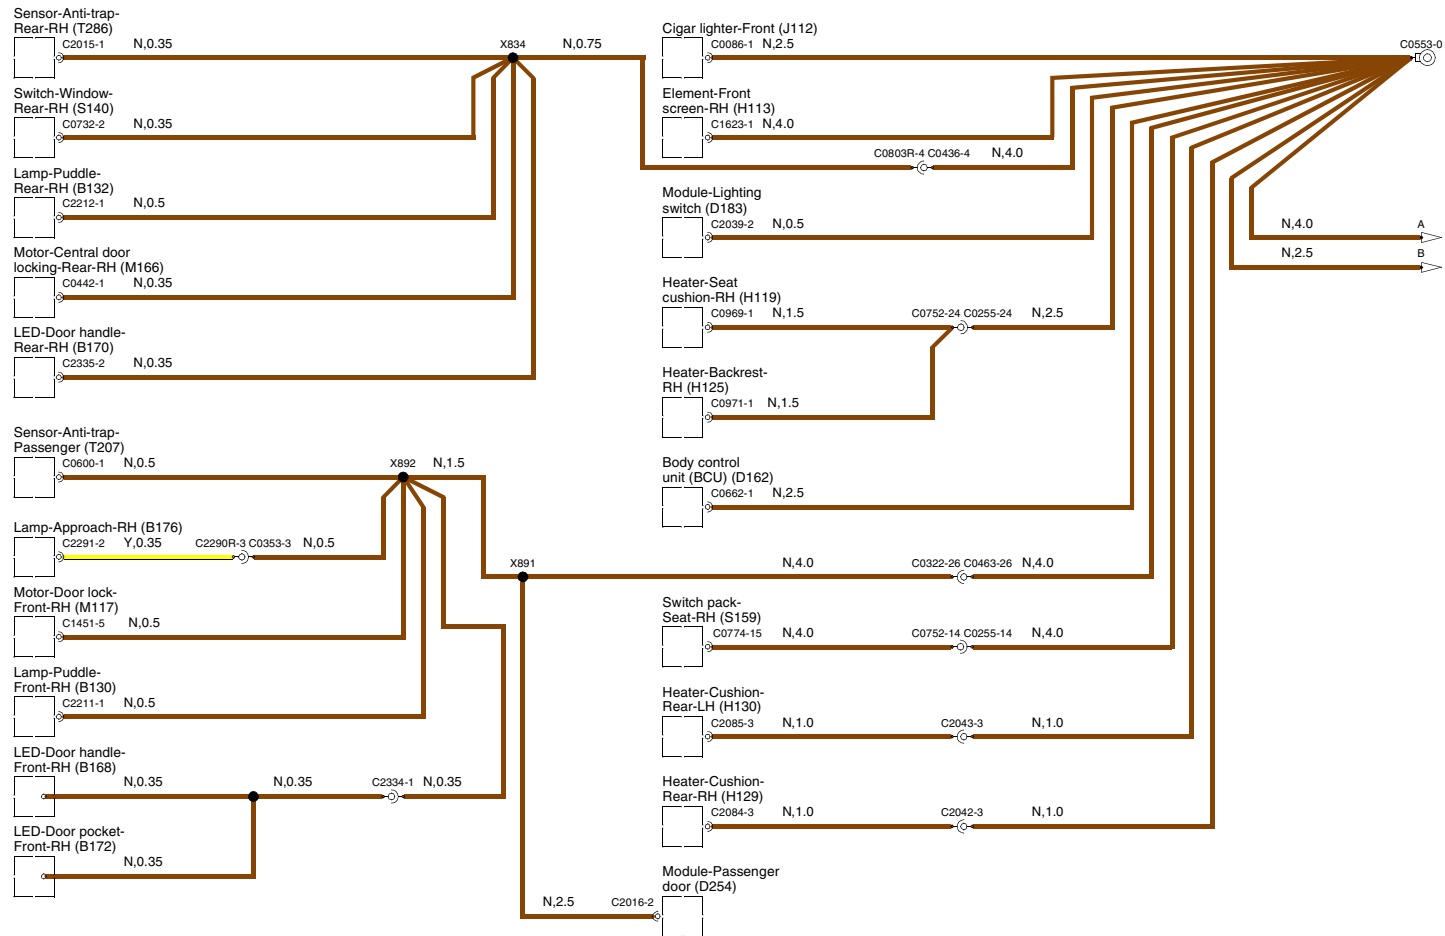 Sensor-Anti-trap-
Rear-RH (T286)
C2015-1 N,0.35
X834
N,0.75
Switch-Window-
Rear-RH (S140)
C0732-2 N,0.35
Lamp-Puddle-
Rear-RH (B132)
C2212-1 N,0.5
Motor-Central door
locking-Rear-RH (M166)
C0442-1 N,0.35
LED-Door handle-
Rear-RH (B170)
C2335-2 N,0.35
Sensor-Anti-trap-
Passenger (T207)
C0600-1 N,0.5
X892 N,1.5
Lamp-Approach-RH (B176)
C2291-2 Y,0.35 C2290R-3 C0353-3 N,0.5
X891
Motor-Door lock-
Front-RH (M117)
C1451-5 N,0.5
Lamp-Puddle-
Front-RH (B130)
C2211-1 N,0.5
LED-Door handle-
Front-RH (B168)
N,0.35 N,0.35 C2334-1 N,0.35
LED-Door pocket-
Front-RH (B172)
N,0.35
Cigar lighter-Front (J112)
C0086-1 N,2.5
C0553-0
Element-Front
screen-RH (H113)
C1623-1 N,4.0
C0803R-4 C0436-4 N,4.0
Module-Lighting
switch (D183)
C2039-2 N,0.5
N,4.0 A
N,2.5 B
Heater-Seat
cushion-RH (H119)
C0969-1 N,1.5 C0752-24 C0255-24 N,2.5
Heater-Backrest-
RH (H125)
C0971-1 N,1.5
Body control
unit (BCU) (D162)
C0662-1 N,2.5
N,4.0 C0322-26 C0463-26 N,4.0
Switch pack-
Seat-RH (S159)
C0774-15 N,4.0 C0752-14 C0255-14 N,4.0
Heater-Cushion-
Rear-LH (H130)
C2085-3 N,1.0 C2043-3 N,1.0
Heater-Cushion-
Rear-RH (H129)
C2084-3 N,1.0 C2042-3 N,1.0
Module-Passenger
door (D254)
N,2.5 C2016-2